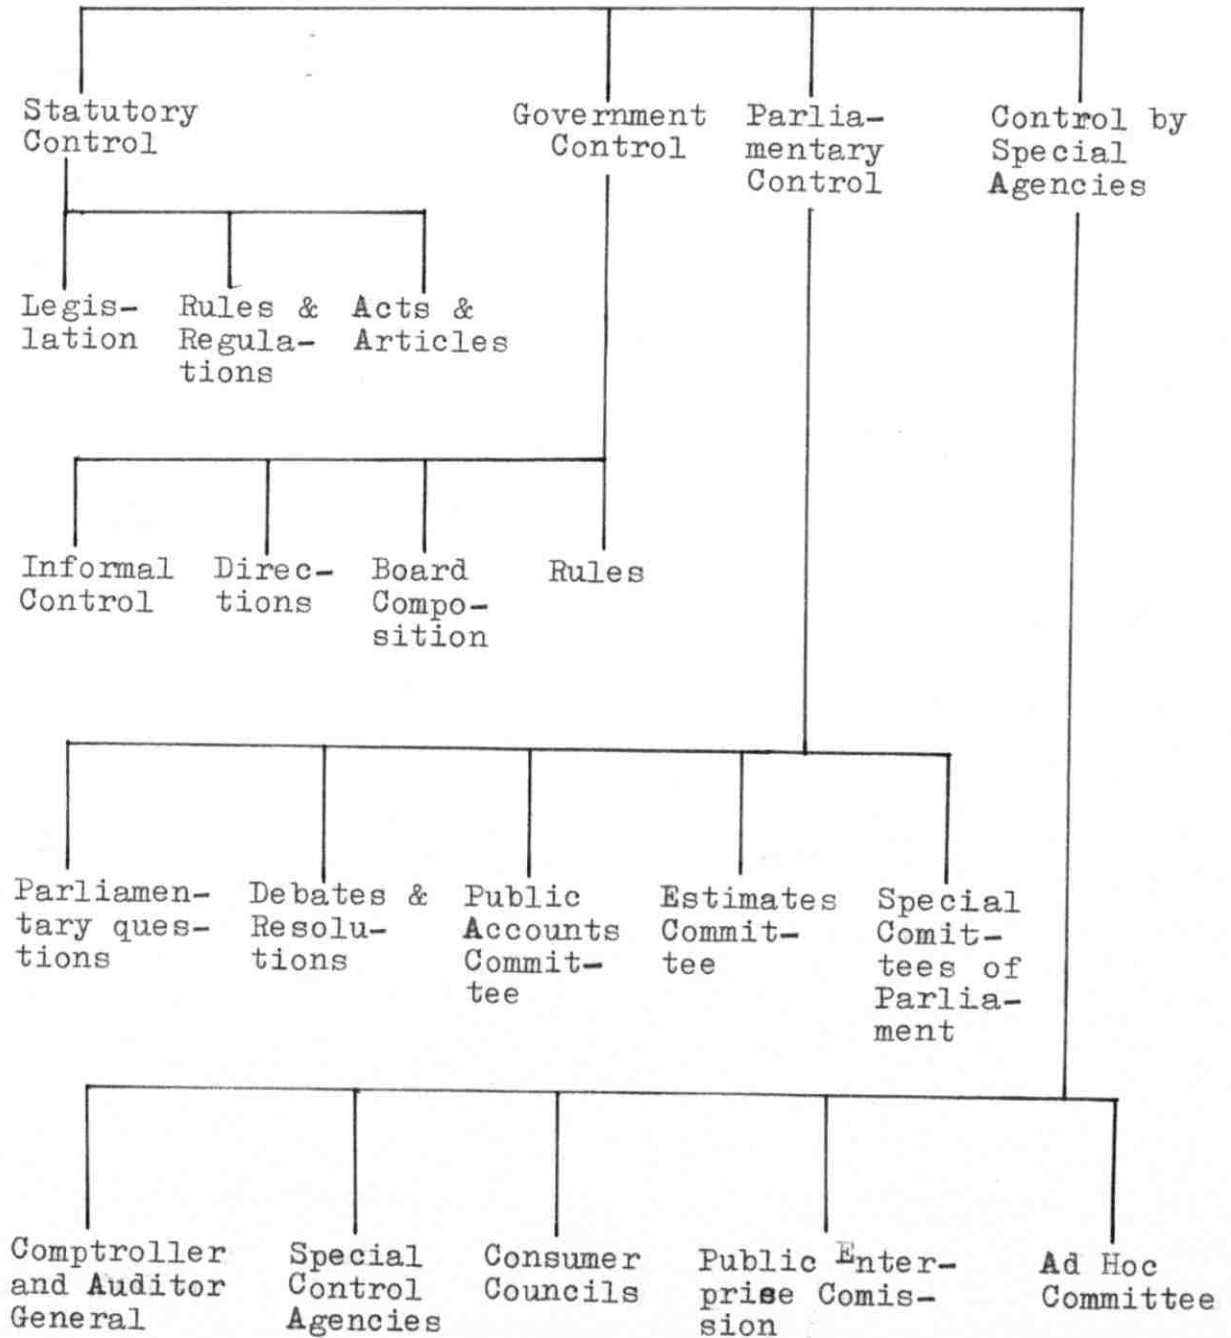 Statutory
Control
Government
Control
Parlia-
mentary
Control
Control by
Special
Agencies
Legis-
lation
Rules &
Regula-
tions
Acts &
Articles
Informal
Control
Direc-
tions
Board
Compo-
sition
Rules
Parliamen-
tary ques-
tions
Debates &
Resolu-
tions
Public
Accounts
Commit-
tee
Estimates
Commit-
tee
Special
Comit-
tees of
Parlia-
ment
Comptroller
and Auditor
General
Special
Control
Agencies
Consumer
Councils
Public Enter-
prise Comis-
sion
Ad Hoc
Committee